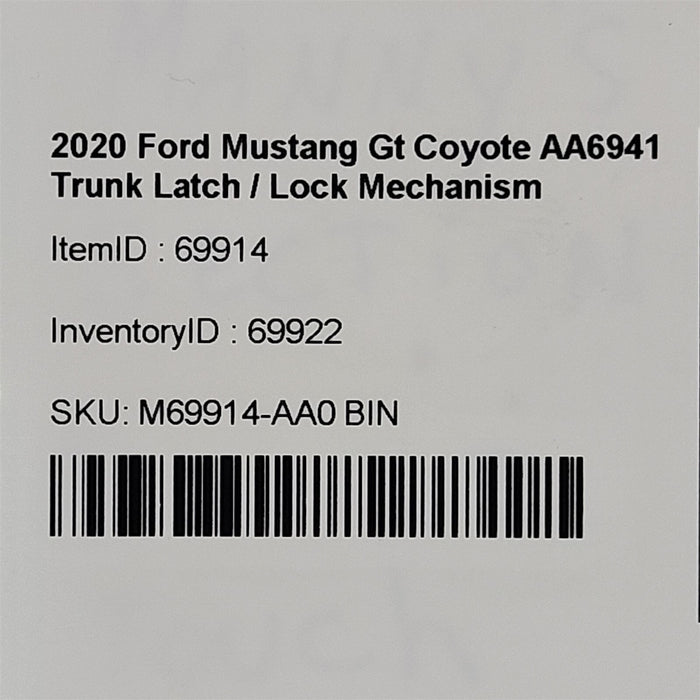 2020 Ford Mustang Gt Coyote AA6941
Trunk Latch / Lock Mechanism
ItemID : 69914
InventoryID : 69922
SKU: M69914-AA0 BIN